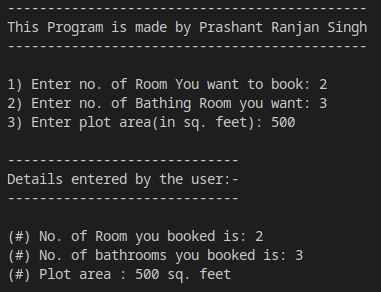 ----------------------------------------------
This Program is made by Prashant Ranjan Singh
----------------------------------------------
1) Enter no. of Room You want to book: 2
2) Enter no. of Bathing Room you want: 3
3) Enter plot area(in sq. feet): 500
-----------------------------
Details entered by the user:-
-----------------------------
(#) No. of Room you booked is: 2
(#) No. of bathrooms you booked is: 3
(#) Plot area : 500 sq. feet